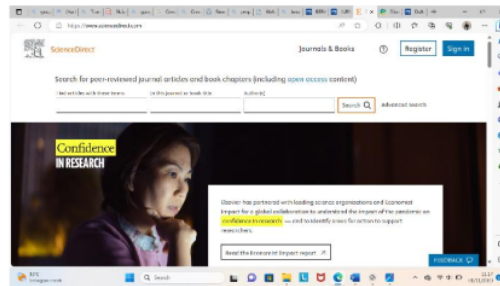 https://www.sciencedirect.com
ScienceDirect
Journals & Books
Register
Sign in
Search for peer-reviewed journal articles and book chapters (including open access content)
Find articles with these terms
In this journal or book title
Author(s)
Search
Advanced search
Confidence
IN RESEARCH
Elsevier has partnered with leading science organizations and Economist
Impact for a global collaboration to understand the impact of the pandemic on
confidence in research — and to identify areas for action to support
researchers.
Read the Economist Impact report
FEEDBACK
Search